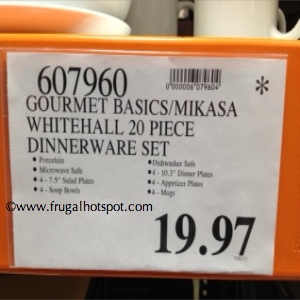 607960
0000006079604
*
GOURMET BASICS/MIKASA
WHITEHALL 20 PIECE
DINNERWARE SET
• Porcelain
• Microwave Safe
• 4 - 7.5" Salad Plates
• 4 - Soup Bowls
• Dishwasher Safe
• 4 - 10.3" Dinner Plates
• 4 - Appetizer Plates
• 4 - Mugs
© www.frugalhotspot.com
19.97